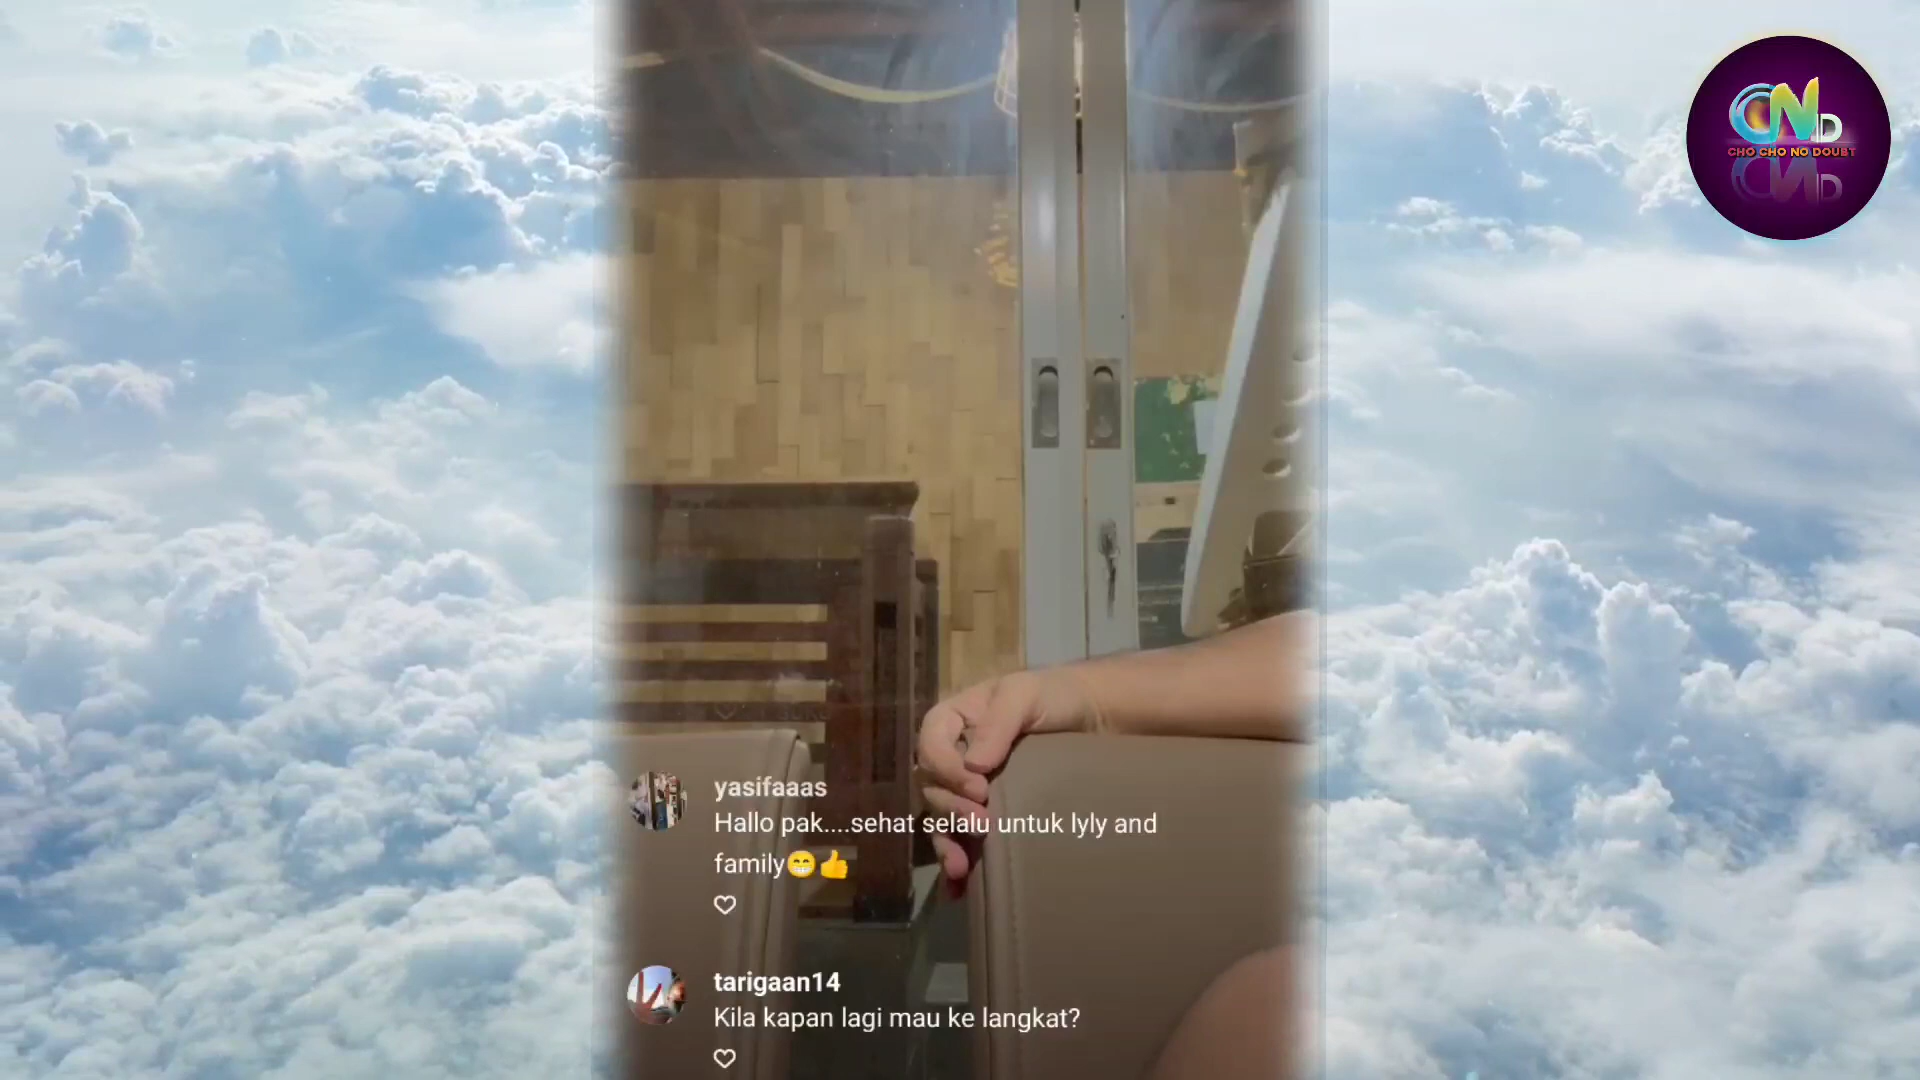 CND
CHO CHO NO DOUBT
yasifaaas
Hallo pak....sehat selalu untuk lyly and
family😁👍
tarigaan14
Kila kapan lagi mau ke langkat?